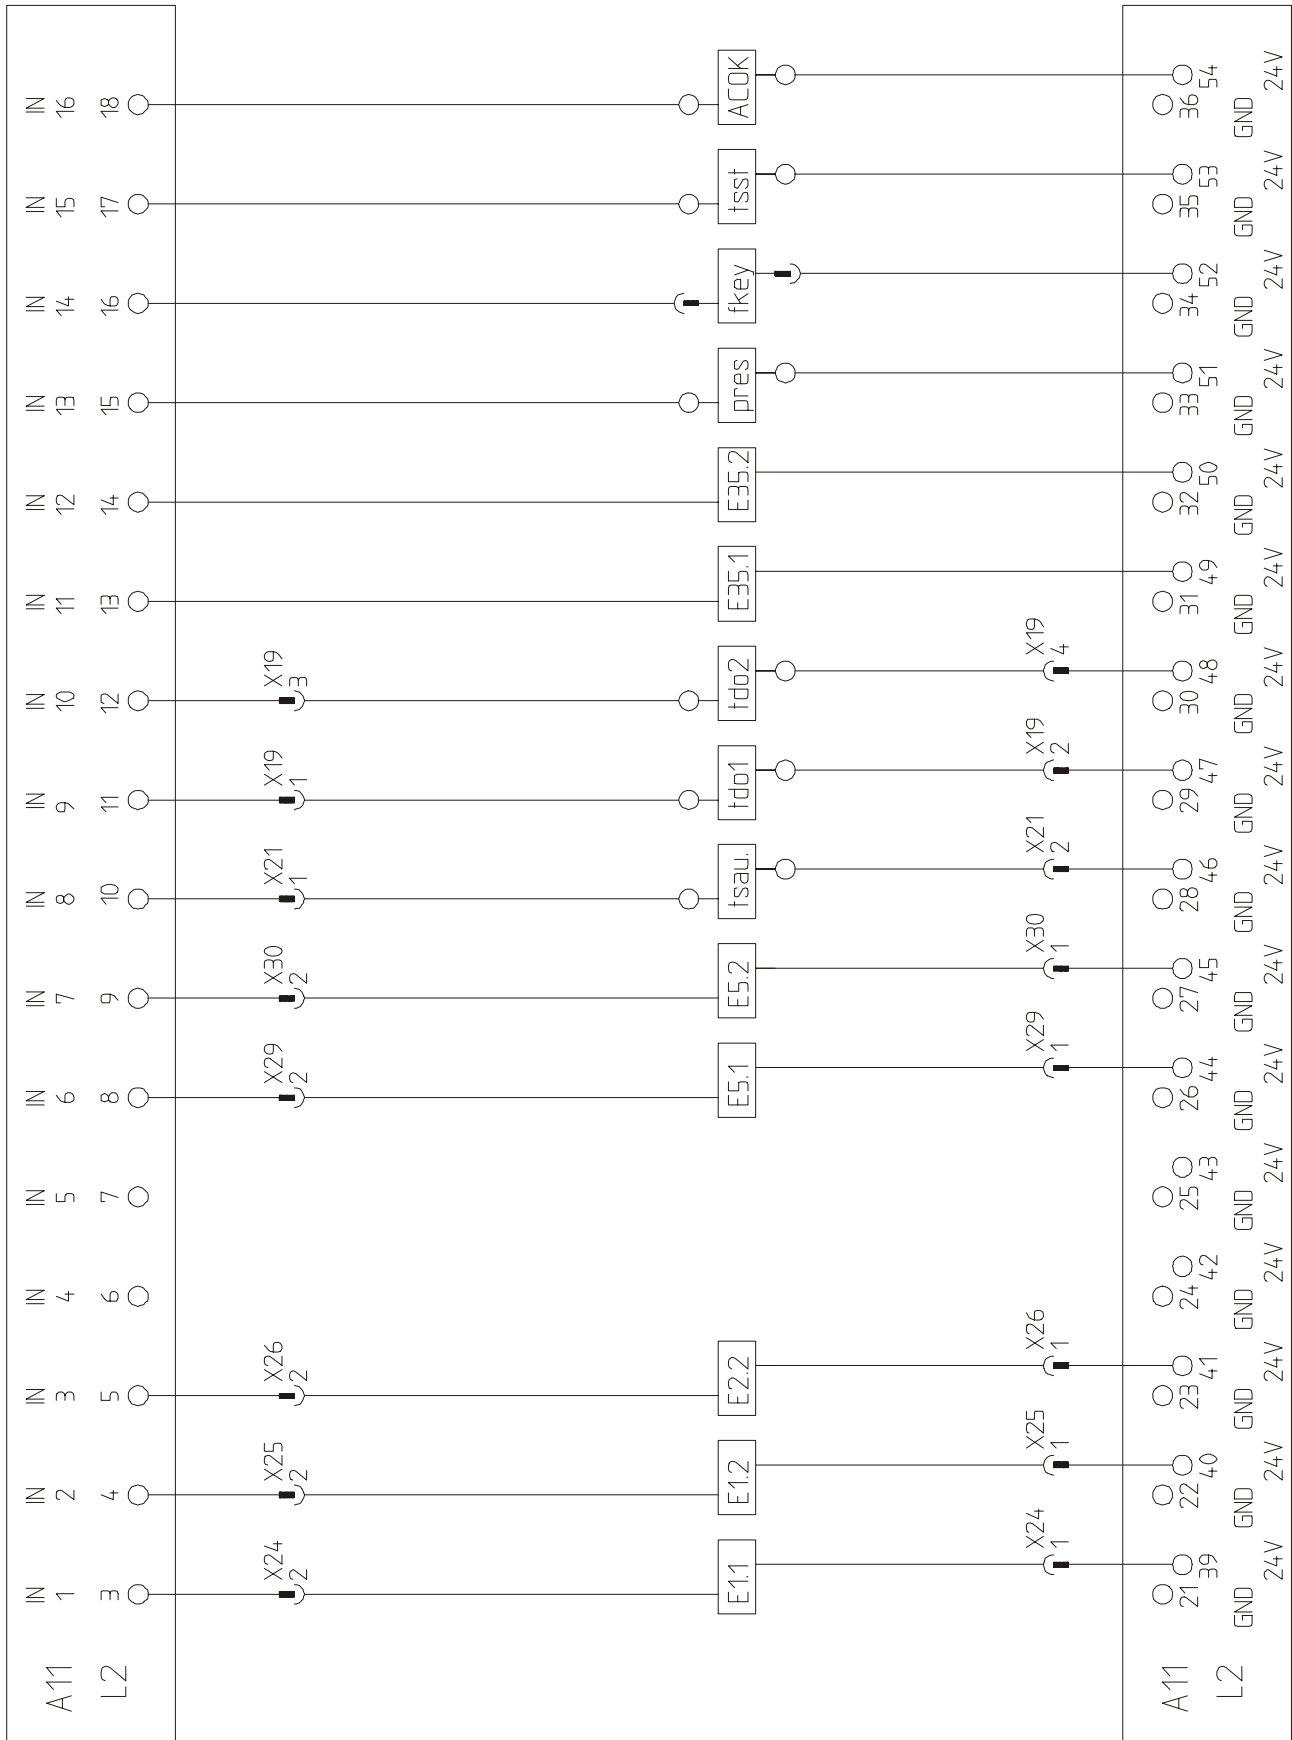 A11
L2
IN IN IN IN IN IN IN IN IN IN IN IN IN IN IN IN
1 2 3 4 5 6 7 8 9 10 11 12 13 14 15 16
3 4 5 6 7 8 9 10 11 12 13 14 15 16 17 18
X24 X25 X26 X29 X30 X21 X19 X19
2 2 2 2 2 1 1 3
E1.1 E1.2 E2.2 E5.1 E5.2 tsau. tdo1 tdo2 E35.1 E35.2 pres fkey tsst ACOK
X24 X25 X26 X29 X30 X21 X19 X19
1 1 1 1 1 2 2 4
A11
L2
21 22 23 24 25 26 27 28 29 30 31 32 33 34 35 36
39 40 41 42 43 44 45 46 47 48 49 50 51 52 53 54
GND GND GND GND GND GND GND GND GND GND GND GND GND GND GND GND
24V 24V 24V 24V 24V 24V 24V 24V 24V 24V 24V 24V 24V 24V 24V 24V